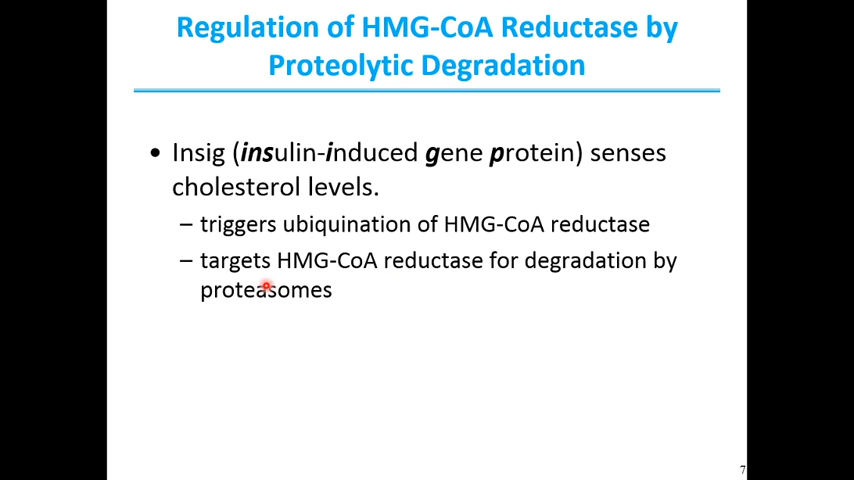 Regulation of HMG-CoA Reductase by
Proteolytic Degradation
• Insig (insulin-induced gene protein) senses
cholesterol levels.
– triggers ubiquination of HMG-CoA reductase
– targets HMG-CoA reductase for degradation by
proteasomes
7